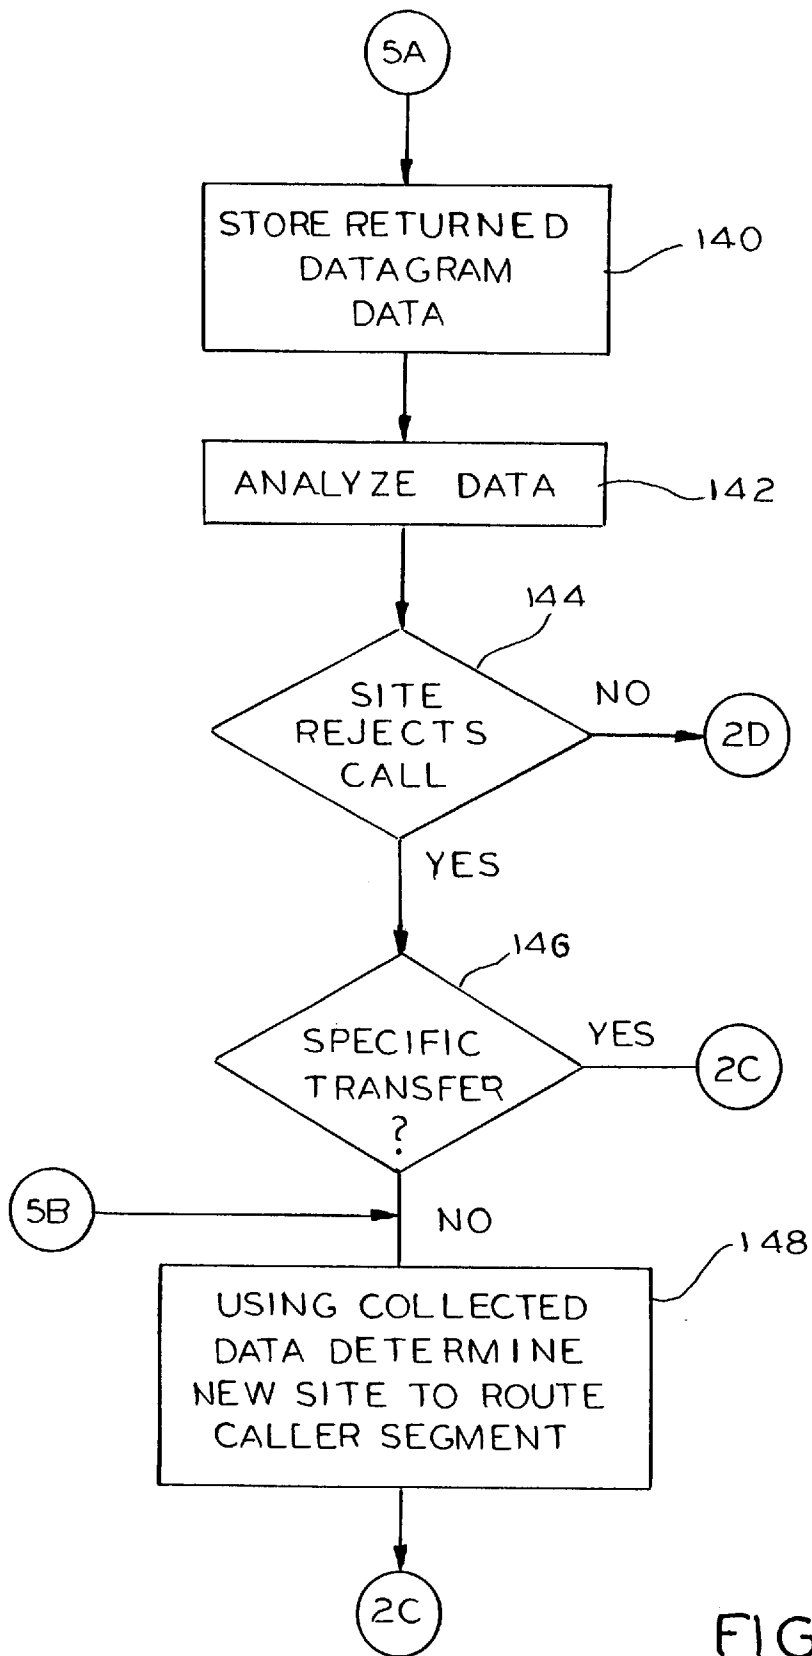 5A
STORE RETURNED
DATAGRAM
DATA
140
ANALYZE DATA
142
144
SITE
REJECTS
CALL
NO
2D
YES
146
SPECIFIC
TRANSFER
?
YES
2C
5B
NO
148
USING COLLECTED
DATA DETERMINE
NEW SITE TO ROUTE
CALLER SEGMENT
2C
FIG